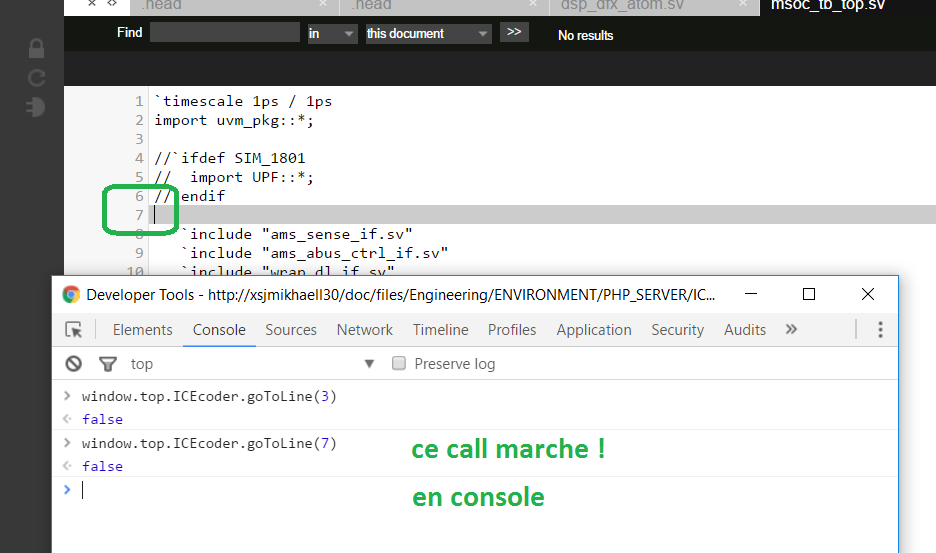 .head × .head × dsp_dfx_atom.sv × msoc_tb_top.sv
Find in this document >> No results
1 `timescale 1ps / 1ps
2 import uvm_pkg::*;
3
4 //`ifdef SIM_1801
5 //  import UPF::*;
6 //`endif
7
8 `include "ams_sense_if.sv"
9 `include "ams_abus_ctrl_if.sv"
10 `include "wrap_dl_if.sv"
Developer Tools - http://xsjmikhaell30/doc/files/Engineering/ENVIRONMENT/PHP_SERVER/IC...
Elements Console Sources Network Timeline Profiles Application Security Audits »
top Preserve log
> window.top.ICEcoder.goToLine(3)
false
> window.top.ICEcoder.goToLine(7)
false
>
ce call marche !
en console